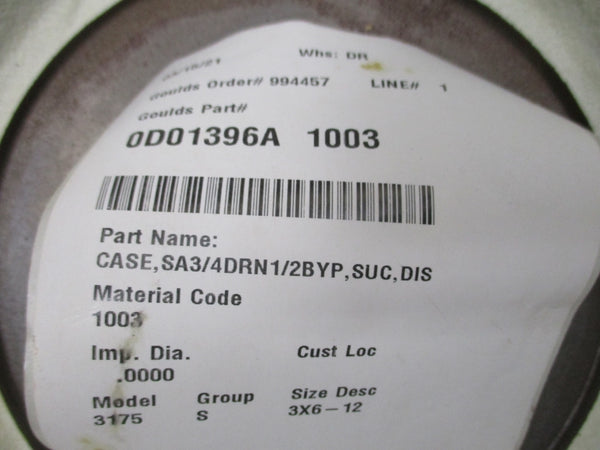 Whs: DR
Goulds Order# 994457 LINE# 1
Goulds Part#
0D01396A 1003
Part Name:
CASE,SA3/4DRN1/2BYP,SUC,DIS
Material Code
1003
Imp. Dia. Cust Loc
.0000
Model Group Size Desc
3175 S 3X6-12